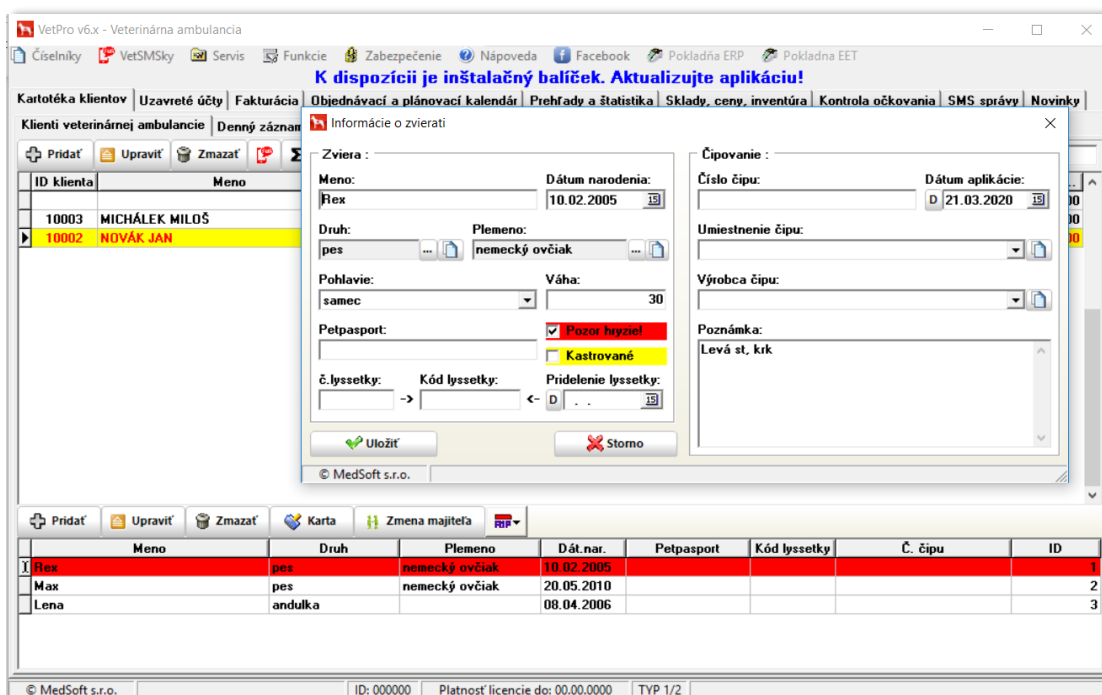 VetPro v6.x - Veterinárna ambulancia
Číselníky VetSMSky Servis Funkcie Zabezpečenie Nápoveda Facebook Pokladňa ERP Pokladna EET
K dispozícii je inštalačný balíček. Aktualizujte aplikáciu!
Kartotéka klientov Uzavreté účty Fakturácia Objednávací a plánovací kalendár Prehľady a štatistika Sklady, ceny, inventúra Kontrola očkovania SMS správy Novinky
Klienti veterinárnej ambulancie Denný záznam
Pridať Upraviť Zmazať
ID klienta Meno
10003 MICHÁLEK MILOŠ
10002 NOVÁK JAN
Informácie o zvierati
Zviera :
Meno: Dátum narodenia:
Rex 10.02.2005 15
Druh: Plemeno:
pes ... nemecký ovčiak ...
Pohlavie: Váha:
samec 30
Petpasport: Pozor hryzie!
Kastrované
č.lyssetky: Kód lyssetky: Pridelenie lyssetky:
-> <- D . . 15
Uložiť Storno
© MedSoft s.r.o.
Čipovanie :
Číslo čipu: Dátum aplikácie:
D 21.03.2020 15
Umiestnenie čipu:
Výrobca čipu:
Poznámka:
Levá st, krk
Pridať Upraviť Zmazať Karta Zmena majiteľa RIP
Meno Druh Plemeno Dát.nar. Petpasport Kód lyssetky Č. čipu ID
Rex pes nemecký ovčiak 10.02.2005 1
Max pes nemecký ovčiak 20.05.2010 2
Lena andulka 08.04.2006 3
© MedSoft s.r.o. ID: 000000 Platnosť licencie do: 00.00.0000 TYP 1/2